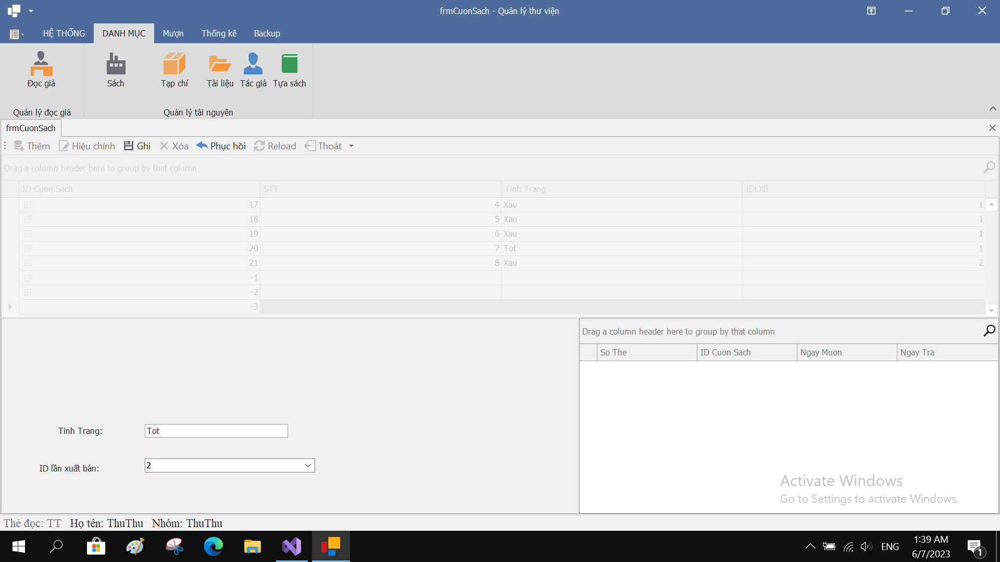 frmCuonSach - Quản lý thư viện
HỆ THỐNG DANH MỤC Mượn Thống kê Backup
Đọc giả Sách Tạp chí Tài liệu Tác giả Tựa sách
Quản lý đọc giả Quản lý tài nguyên
frmCuonSach
Thêm Hiệu chỉnh Ghi Xóa Phục hồi Reload Thoát
Drag a column header here to group by that column
ID Cuon Sach STT Tinh Trang IDLXB
17 4 Xau 1
18 5 Xau 1
19 6 Xau 1
20 7 Tot 1
21 8 Xau 2
-1
-2
-3
Drag a column header here to group by that column
So The ID Cuon Sach Ngay Muon Ngay Tra
Tinh Trang: Tot
ID lần xuất bản: 2
Activate Windows
Go to Settings to activate Windows.
Thẻ đọc: TT Họ tên: ThuThu Nhóm: ThuThu
ENG
1:39 AM
6/7/2023
1